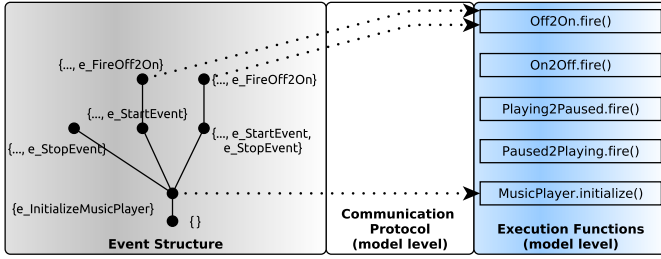 Off2On.fire()
{..., e_FireOff2On}
{..., e_FireOff2On}
On2Off.fire()
{..., e_StartEvent}
Playing2Paused.fire()
{..., e_StopEvent}
{..., e_StartEvent,
e_StopEvent}
Paused2Playing.fire()
MusicPlayer.initialize()
{e_InitializeMusicPlayer}
{ }
Event Structure
Communication
Protocol
(model level)
Execution Functions
(model level)